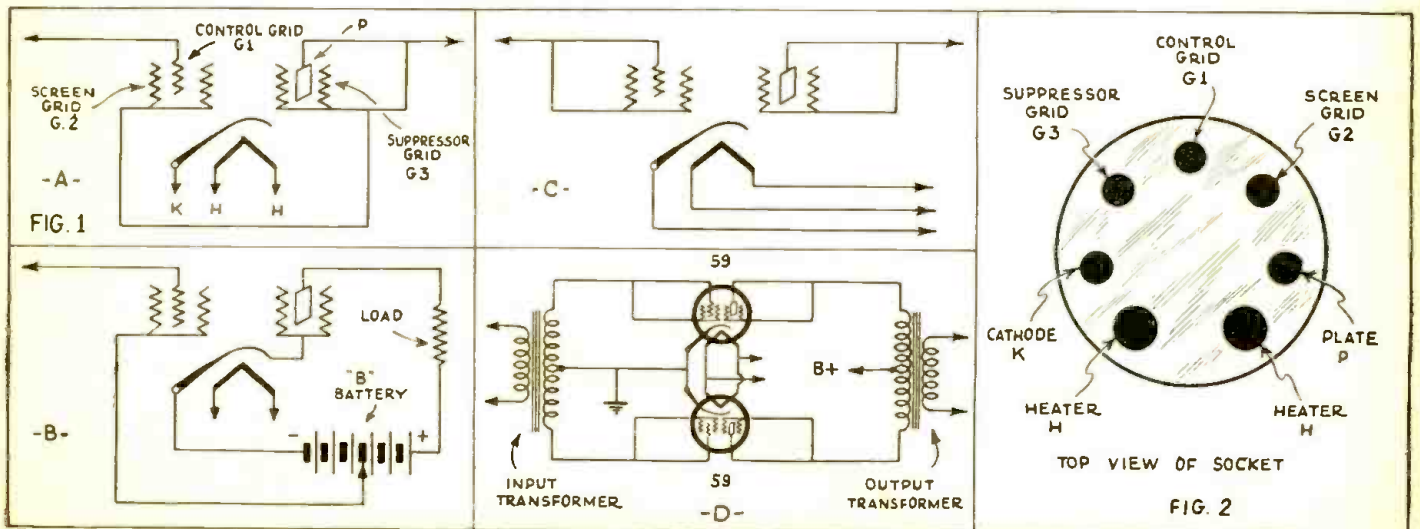 CONTROL GRID
G1
P
SCREEN
GRID
G.2
SUPPRESSOR
GRID
G3
-A-
K H H
FIG. 1
-C-
LOAD
"B"
BATTERY
- +
-B-
59
B+
INPUT
TRANSFORMER
59
OUTPUT
TRANSFORMER
-D-
CONTROL
GRID
G1
SUPPRESSOR
GRID
G3
SCREEN
GRID
G2
CATHODE
K
PLATE
P
HEATER
H
HEATER
H
TOP VIEW OF SOCKET
FIG. 2